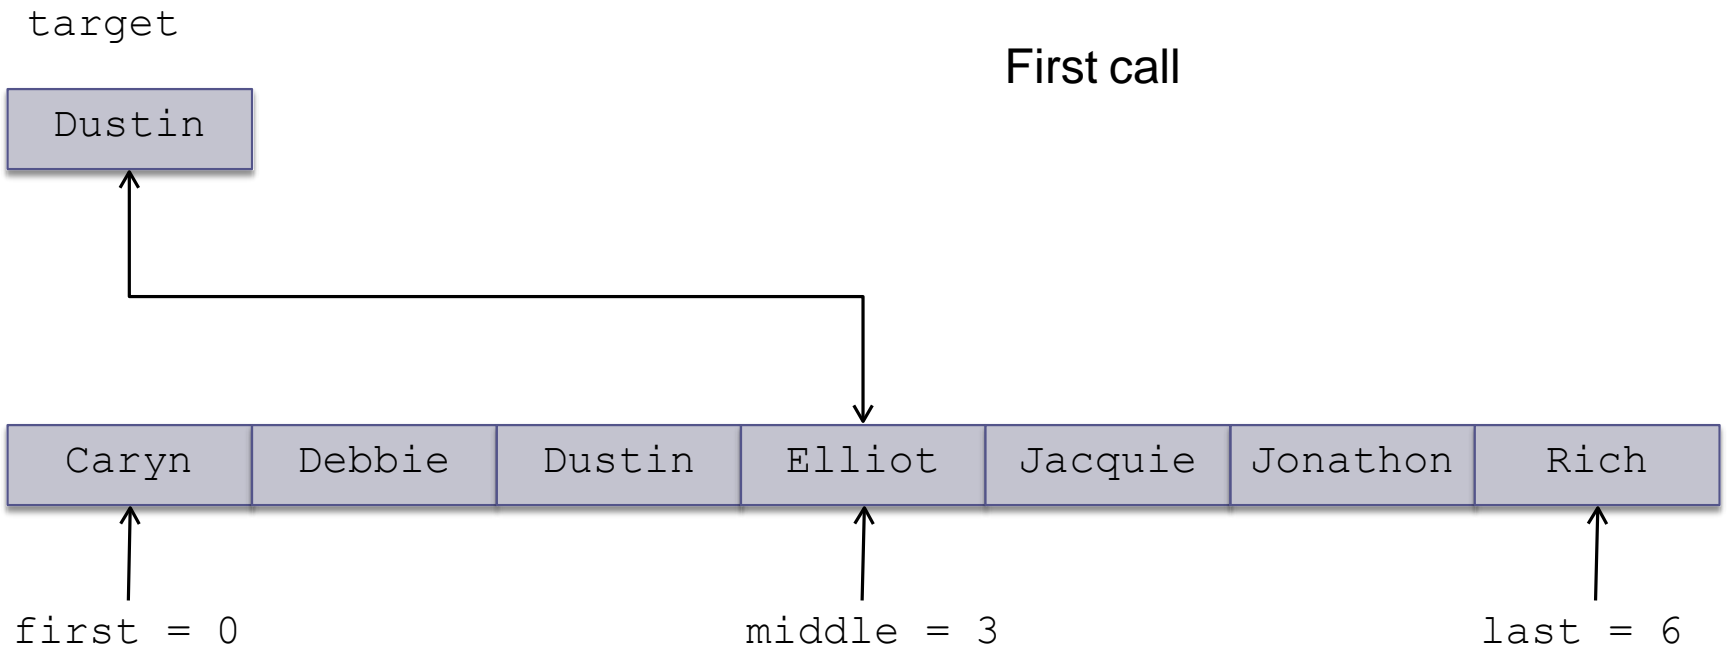 target
First call
Dustin
Caryn Debbie Dustin Elliot Jacquie Jonathon Rich
first = 0 middle = 3 last = 6